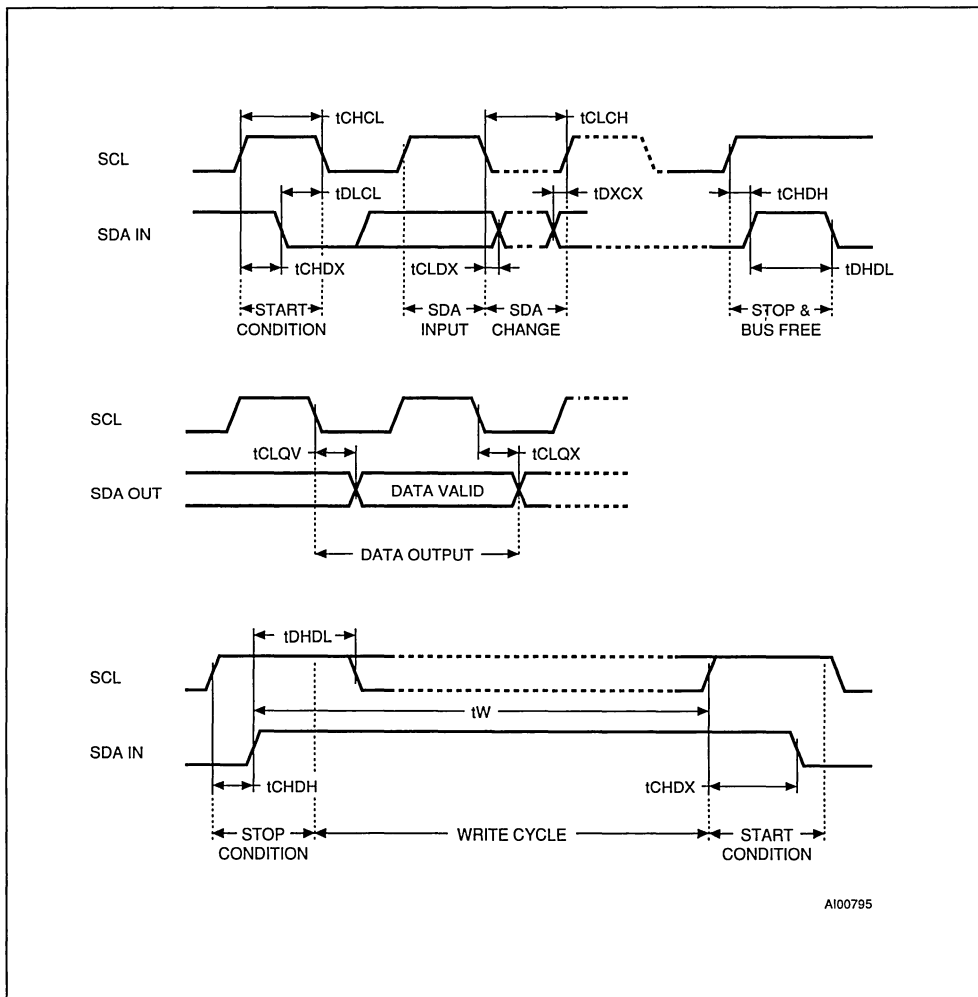 tCHCL
tCLCH
SCL
tDLCL
tDXCX
tCHDH
SDA IN
tCHDX
tCLDX
tDHDL
START
CONDITION
SDA
INPUT
SDA
CHANGE
STOP &
BUS FREE
SCL
tCLQV
tCLQX
SDA OUT
DATA VALID
DATA OUTPUT
tDHDL
SCL
tW
SDA IN
tCHDH
tCHDX
STOP
CONDITION
WRITE CYCLE
START
CONDITION
AI00795